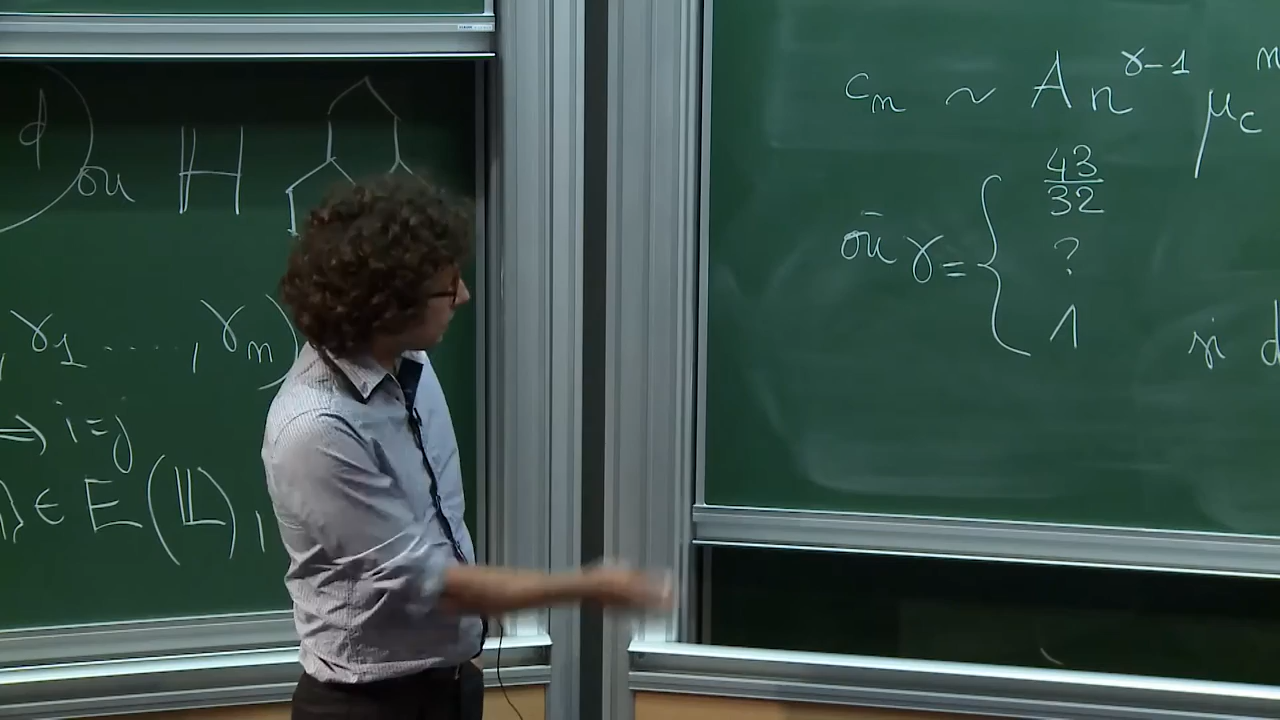 d
ou H
, γ1 ....., γn)
⟹ i=j
} ∈ E(𝕃),
cn ~ A n^γ-1 μc^n
où γ = {
43/32
?
1 si d